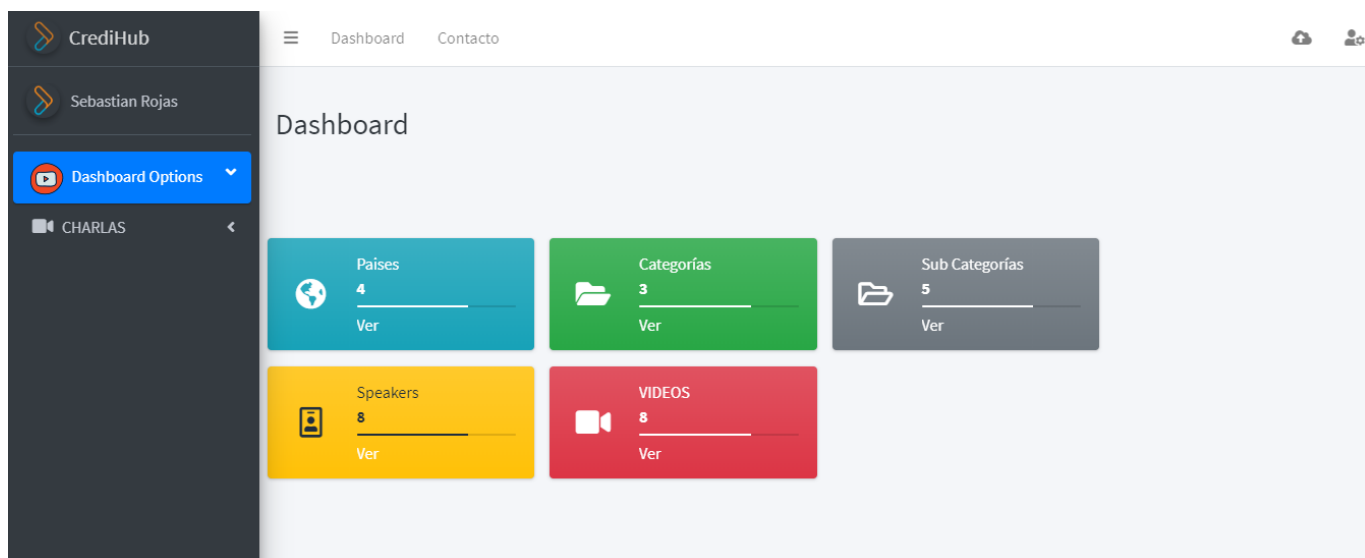 CrediHub
Dashboard Contacto
Sebastian Rojas
Dashboard
Dashboard Options
CHARLAS
Paises
4
Ver
Categorías
3
Ver
Sub Categorías
5
Ver
Speakers
8
Ver
VIDEOS
8
Ver